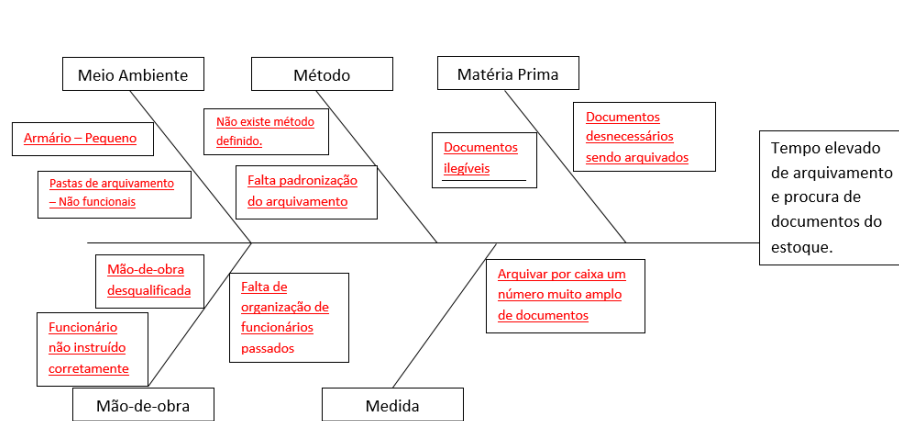 Meio Ambiente
Método
Matéria Prima
Armário – Pequeno
Pastas de arquivamento
– Não funcionais
Não existe método
definido.
Falta padronização
do arquivamento
Documentos
ilegíveis
Documentos
desnecessários
sendo arquivados
Tempo elevado
de arquivamento
e procura de
documentos do
estoque.
Mão-de-obra
desqualificada
Funcionário
não instruído
corretamente
Falta de
organização de
funcionários
passados
Arquivar por caixa um
número muito amplo
de documentos
Mão-de-obra
Medida